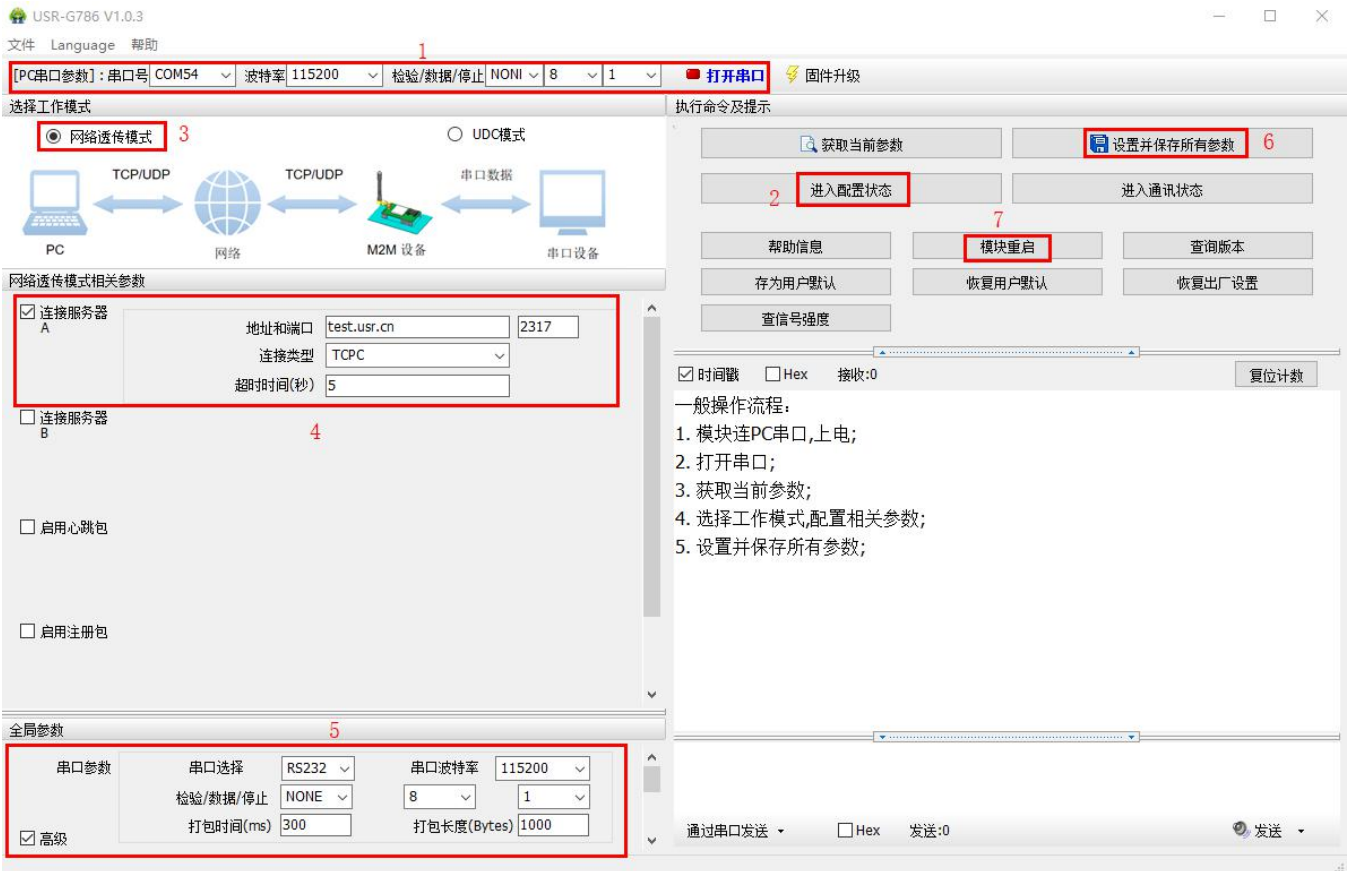 USR-G786 V1.0.3
文件 Language 帮助
1
[PC串口参数]:串口号 COM54 波特率 115200 检验/数据/停止 NONI 8 1 打开串口 固件升级
选择工作模式
网络透传模式 3 UDC模式
TCP/UDP TCP/UDP 串口数据
PC 网络 M2M 设备 串口设备
网络透传模式相关参数
连接服务器
A
地址和端口 test.usr.cn 2317
连接类型 TCPC
超时时间(秒) 5
连接服务器
B
4
启用心跳包
启用注册包
全局参数 5
串口参数 串口选择 RS232 串口波特率 115200
检验/数据/停止 NONE 8 1
打包时间(ms) 300 打包长度(Bytes) 1000
高级
执行命令及提示
获取当前参数 设置并保存所有参数 6
2 进入配置状态 进入通讯状态
7
帮助信息 模块重启 查询版本
存为用户默认 恢复用户默认 恢复出厂设置
查信号强度
时间戳 Hex 接收:0 复位计数
一般操作流程:
1. 模块连PC串口,上电;
2. 打开串口;
3. 获取当前参数;
4. 选择工作模式,配置相关参数;
5. 设置并保存所有参数;
通过串口发送 Hex 发送:0 发送